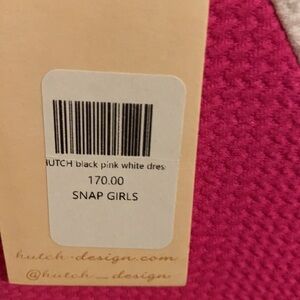 HUTCH black pink white dres
170.00
SNAP GIRLS
hutch-design.com
@hutch_design